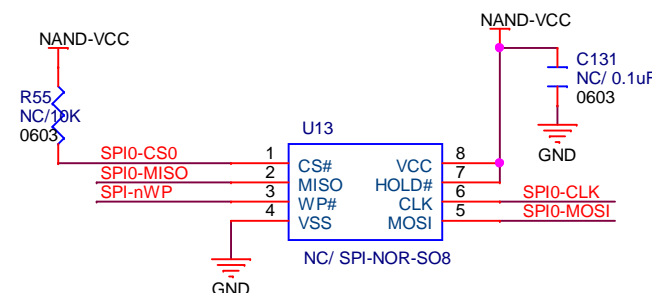 NAND-VCC
NAND-VCC
C131
NC/ 0.1uF
0603
GND
R55
NC/10K
0603
U13
SPI0-CS0 1 CS# VCC 8
SPI0-MISO 2 MISO HOLD# 7
SPI-nWP 3 WP# CLK 6 SPI0-CLK
4 VSS MOSI 5 SPI0-MOSI
NC/ SPI-NOR-SO8
GND